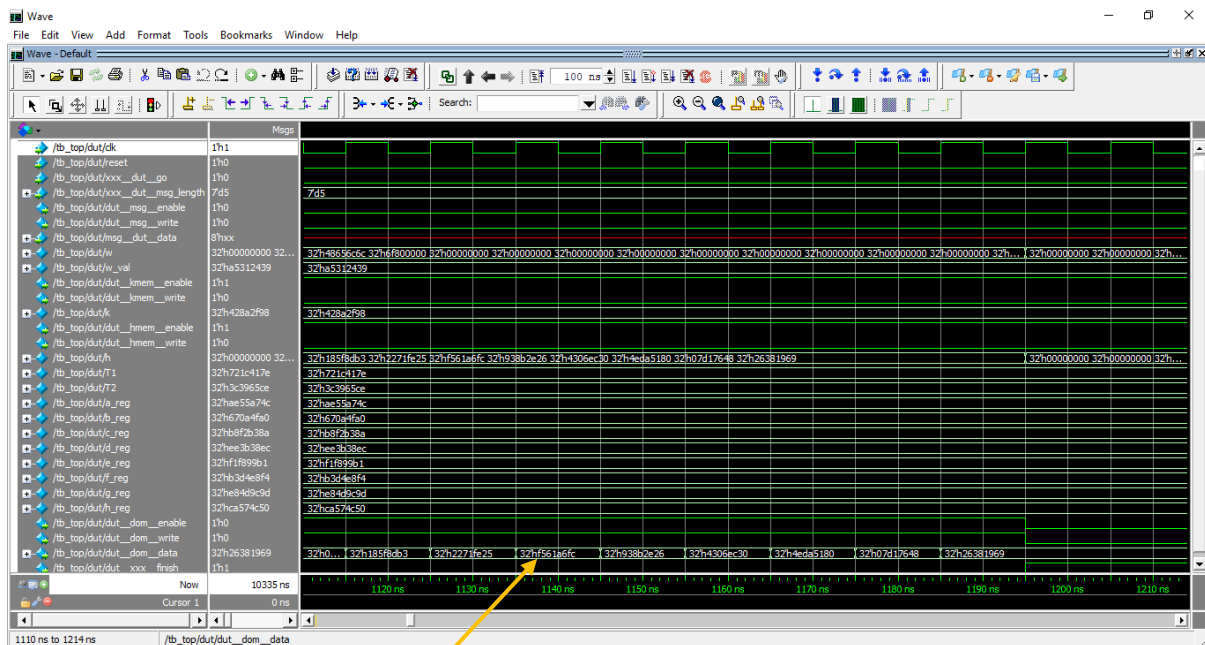 Wave
File Edit View Add Format Tools Bookmarks Window Help
Wave - Default
100 ns
Search:
Msgs
/tb_top/dut/clk 1'h1
/tb_top/dut/reset 1'h0
/tb_top/dut/xxx__dut__go 1'h0
/tb_top/dut/xxx__dut__msg_length 7'd5 7'd5
/tb_top/dut/dut__msg__enable 1'h0
/tb_top/dut/dut__msg__write 1'h0
/tb_top/dut/msg__dut__data 8'hxx
/tb_top/dut/w 32'h00000000 32... 32'h48656c6c 32'h6f800000 32'h00000000 32'h00000000 32'h00000000 32'h00000000 32'h00000000 32'h00000000 32'h00000000 32'h00000000 32'h00000000 32'h... 32'h00000000 32'h00000000 32'h...
/tb_top/dut/w_val 32'ha5312439 32'ha5312439
/tb_top/dut/dut__kmem__enable 1'h1
/tb_top/dut/dut__kmem__write 1'h0
/tb_top/dut/k 32'h428a2f98 32'h428a2f98
/tb_top/dut/dut__hmem__enable 1'h1
/tb_top/dut/dut__hmem__write 1'h0
/tb_top/dut/h 32'h00000000 32... 32'h185f8db3 32'h2271fe25 32'hf561a6fc 32'h938b2e26 32'h4306ec30 32'h4eda5180 32'h07d17648 32'h26381969 32'h00000000 32'h00000000 32'h...
/tb_top/dut/T1 32'h721c417e 32'h721c417e
/tb_top/dut/T2 32'h3c3965ce 32'h3c3965ce
/tb_top/dut/a_reg 32'hae55a74c 32'hae55a74c
/tb_top/dut/b_reg 32'h670a4fa0 32'h670a4fa0
/tb_top/dut/c_reg 32'hb8f2b38a 32'hb8f2b38a
/tb_top/dut/d_reg 32'hee3b38ec 32'hee3b38ec
/tb_top/dut/e_reg 32'hf1f899b1 32'hf1f899b1
/tb_top/dut/f_reg 32'hb3d4e8f4 32'hb3d4e8f4
/tb_top/dut/g_reg 32'he84d9c9d 32'he84d9c9d
/tb_top/dut/h_reg 32'hca574c50 32'hca574c50
/tb_top/dut/dut__dom__enable 1'h0
/tb_top/dut/dut__dom__write 1'h0
/tb_top/dut/dut__dom__data 32'h26381969 32'h0... 32'h185f8db3 32'h2271fe25 32'hf561a6fc 32'h938b2e26 32'h4306ec30 32'h4eda5180 32'h07d17648 32'h26381969
/tb_top/dut/dut__xxx__finish 1'h1
Now 10335 ns 1120 ns 1130 ns 1140 ns 1150 ns 1160 ns 1170 ns 1180 ns 1190 ns 1200 ns 1210 ns
Cursor 1 0 ns
1110 ns to 1214 ns /tb_top/dut/dut__dom__data